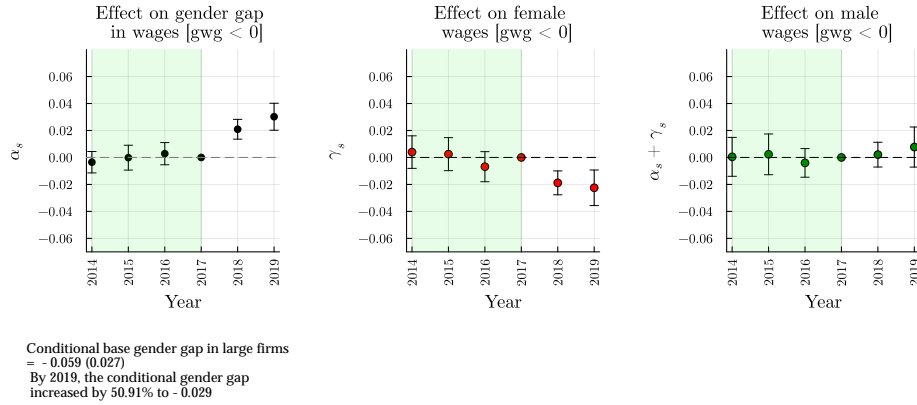 Effect on gender gap
in wages [gwg < 0]
0.06
0.04
0.02
0.00
−0.02
−0.04
−0.06
α_s
2014
2015
2016
2017
2018
2019
Year
Effect on female
wages [gwg < 0]
0.06
0.04
0.02
0.00
−0.02
−0.04
−0.06
γ_s
2014
2015
2016
2017
2018
2019
Year
Effect on male
wages [gwg < 0]
0.06
0.04
0.02
0.00
−0.02
−0.04
−0.06
α_s + γ_s
2014
2015
2016
2017
2018
2019
Year
Conditional base gender gap in large firms
= - 0.059 (0.027)
By 2019, the conditional gender gap
increased by 50.91% to - 0.029